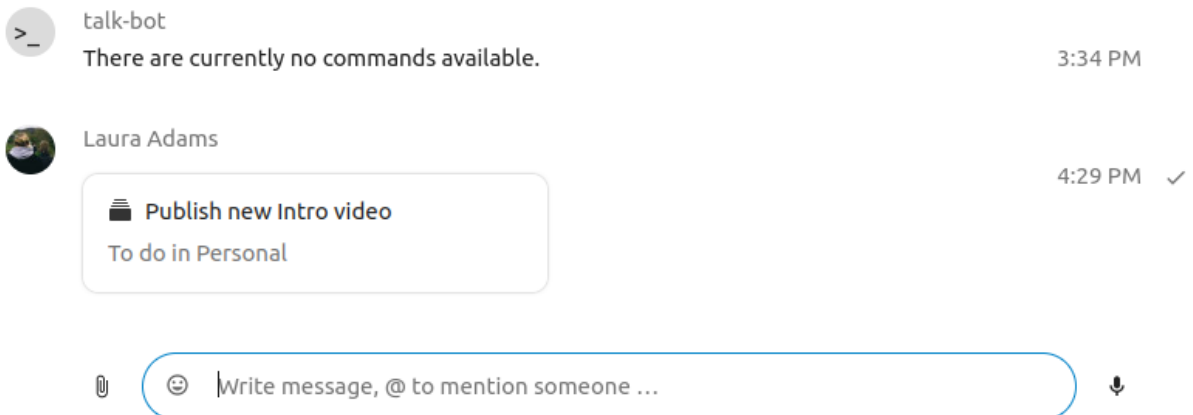 >_
talk-bot
There are currently no commands available.
3:34 PM
Laura Adams
4:29 PM
Publish new Intro video
To do in Personal
Write message, @ to mention someone …